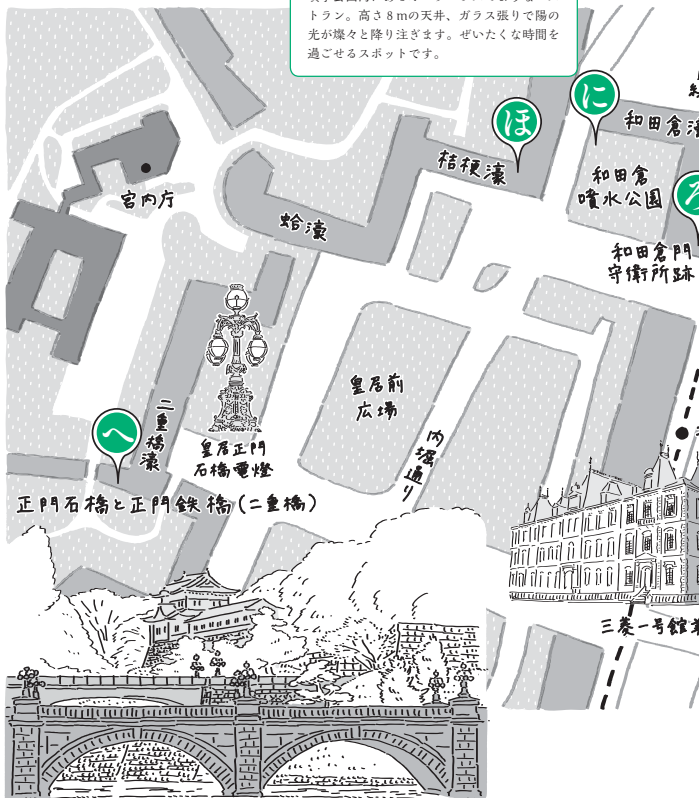 トラン。高さ8mの天井、ガラス張りで陽の
光が燦々と降り注ぎます。ぜいたくな時間を
過ごせるスポットです。
に
ほ
和田倉濠
桔梗濠
和田倉
噴水公園
ろ
宮内庁
蛤濠
和田倉門
守衛所跡
皇居前
広場
へ
二重橋濠
皇居正門
石橋電燈
内堀通り
正門石橋と正門鉄橋(二重橋)
三菱一号館